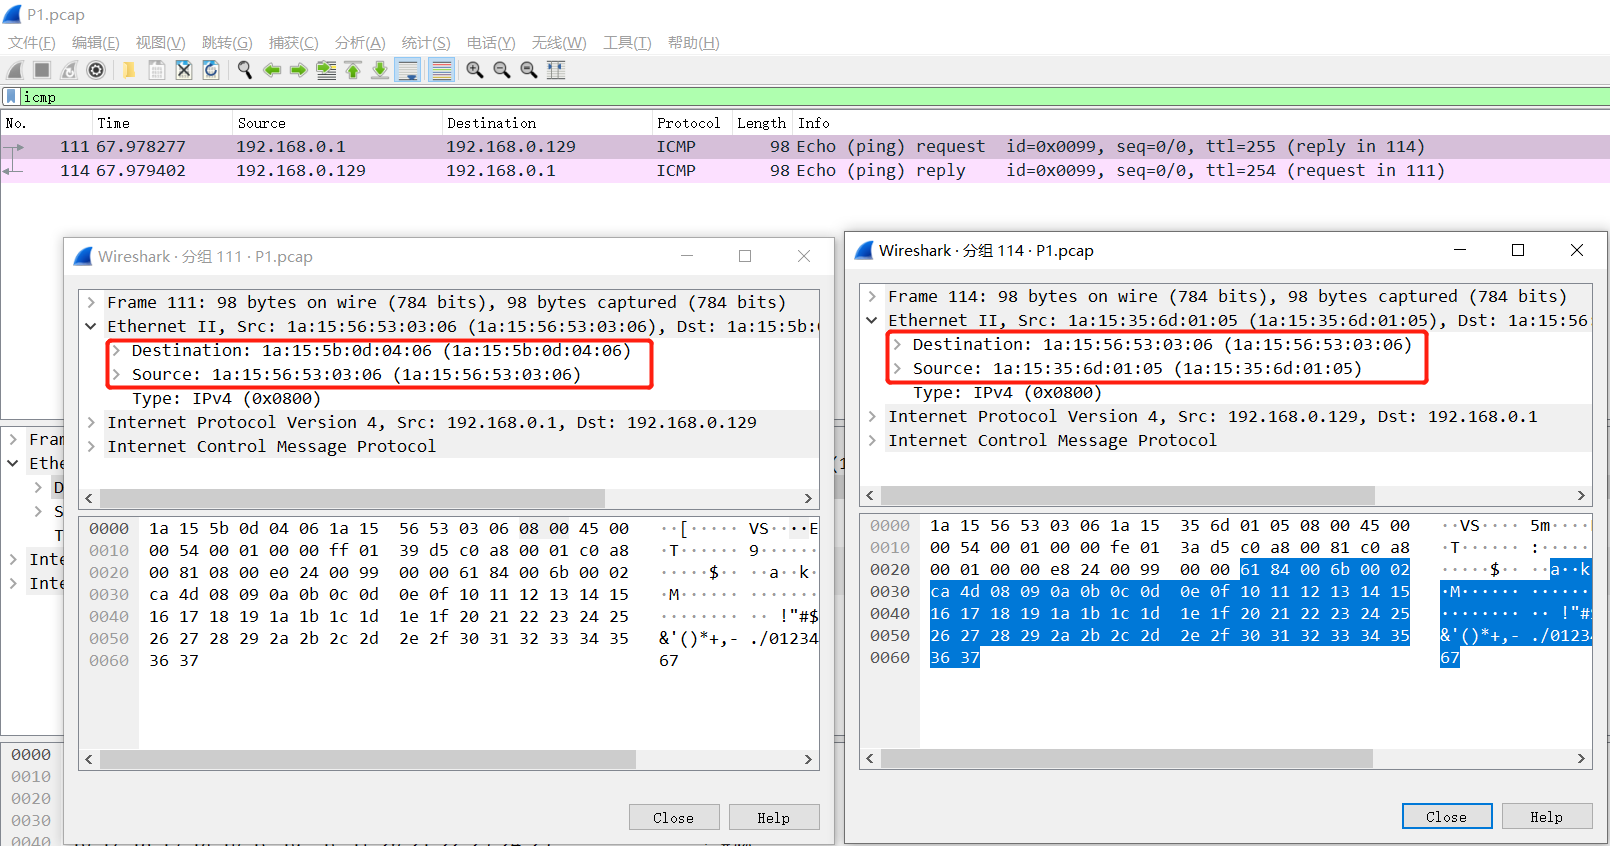 P1.pcap
文件(F) 编辑(E) 视图(V) 跳转(G) 捕获(C) 分析(A) 统计(S) 电话(Y) 无线(W) 工具(T) 帮助(H)
icmp
No. Time Source Destination Protocol Length Info
111 67.978277 192.168.0.1 192.168.0.129 ICMP 98 Echo (ping) request id=0x0099, seq=0/0, ttl=255 (reply in 114)
114 67.979402 192.168.0.129 192.168.0.1 ICMP 98 Echo (ping) reply id=0x0099, seq=0/0, ttl=254 (request in 111)
Wireshark · 分组 111 · P1.pcap
Frame 111: 98 bytes on wire (784 bits), 98 bytes captured (784 bits)
Ethernet II, Src: 1a:15:56:53:03:06 (1a:15:56:53:03:06), Dst: 1a:15:5b:0
Destination: 1a:15:5b:0d:04:06 (1a:15:5b:0d:04:06)
Source: 1a:15:56:53:03:06 (1a:15:56:53:03:06)
Type: IPv4 (0x0800)
Internet Protocol Version 4, Src: 192.168.0.1, Dst: 192.168.0.129
Internet Control Message Protocol
0000 1a 15 5b 0d 04 06 1a 15 56 53 03 06 08 00 45 00 ··[····· VS····E
0010 00 54 00 01 00 00 ff 01 39 d5 c0 a8 00 01 c0 a8 ·T······ 9······
0020 00 81 08 00 e0 24 00 99 00 00 61 84 00 6b 00 02 ·····$·· ··a··k
0030 ca 4d 08 09 0a 0b 0c 0d 0e 0f 10 11 12 13 14 15 ·M······ ········
0040 16 17 18 19 1a 1b 1c 1d 1e 1f 20 21 22 23 24 25 ········ ·· !"#$
0050 26 27 28 29 2a 2b 2c 2d 2e 2f 30 31 32 33 34 35 &'()*+,- ./01234
0060 36 37 67
Close Help
Wireshark · 分组 114 · P1.pcap
Frame 114: 98 bytes on wire (784 bits), 98 bytes captured (784 bits)
Ethernet II, Src: 1a:15:35:6d:01:05 (1a:15:35:6d:01:05), Dst: 1a:15:56:
Destination: 1a:15:56:53:03:06 (1a:15:56:53:03:06)
Source: 1a:15:35:6d:01:05 (1a:15:35:6d:01:05)
Type: IPv4 (0x0800)
Internet Protocol Version 4, Src: 192.168.0.129, Dst: 192.168.0.1
Internet Control Message Protocol
0000 1a 15 56 53 03 06 1a 15 35 6d 01 05 08 00 45 00 ··VS···· 5m····
0010 00 54 00 01 00 00 fe 01 3a d5 c0 a8 00 81 c0 a8 ·T······ :······
0020 00 01 00 00 e8 24 00 99 00 00 61 84 00 6b 00 02 ·····$·· ··a··k
0030 ca 4d 08 09 0a 0b 0c 0d 0e 0f 10 11 12 13 14 15 ·M······ ········
0040 16 17 18 19 1a 1b 1c 1d 1e 1f 20 21 22 23 24 25 ········ ·· !"#
0050 26 27 28 29 2a 2b 2c 2d 2e 2f 30 31 32 33 34 35 &'()*+,- ./0123
0060 36 37 67
Close Help
Fram
Ethe
D
S
T
Inte
Inte
0000
0010
0020
0030
0040